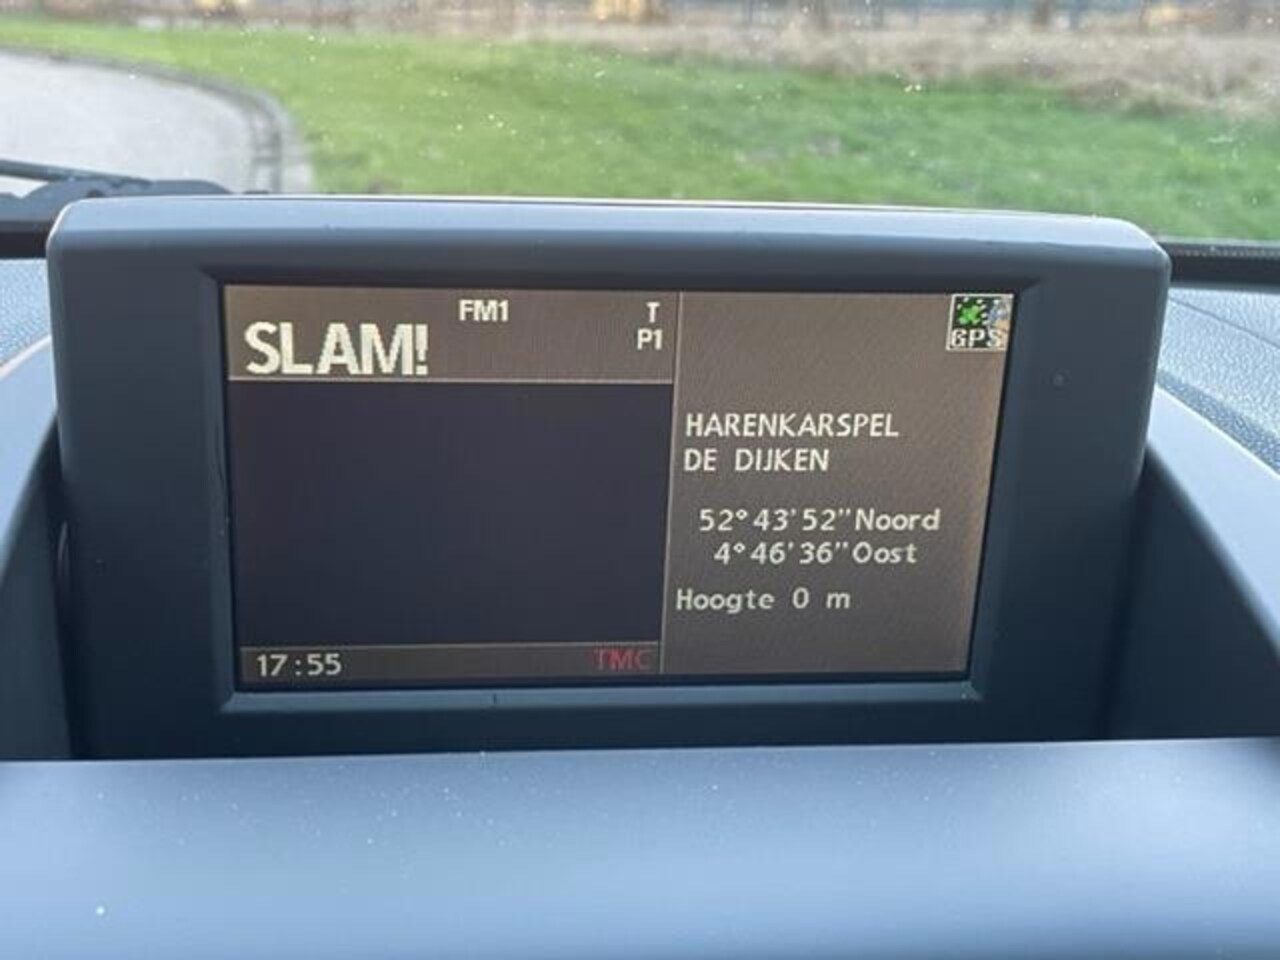 FM1
T
SLAM!
P1
GPS
HARENKARSPEL
DE DIJKEN
52°43'52"Noord
4°46'36"Oost
Hoogte 0 m
17:55
TMC